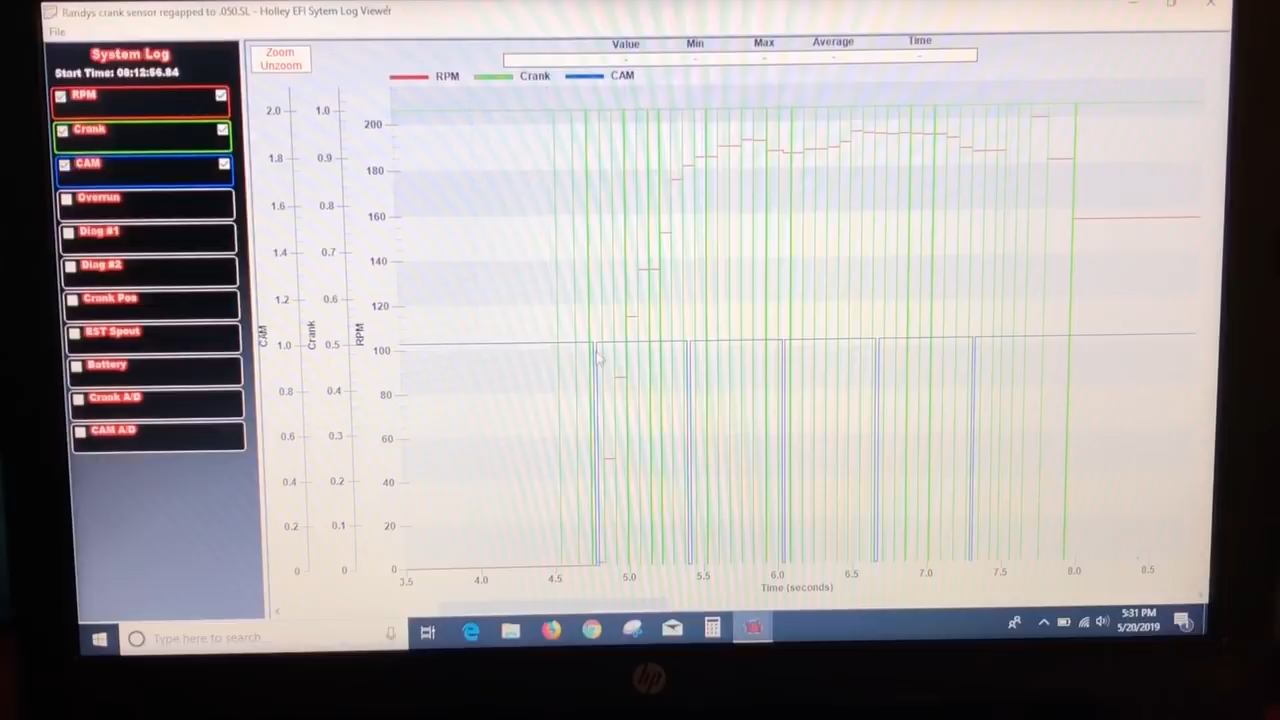 Randys crank sensor regapped to .050.SL - Holley EFI Sytem Log Viewer
File
System Log
Start Time: 08:12:56.84
RPM
Crank
CAM
Overrun
Diag #1
Diag #2
Crank Pos
EST Spout
Battery
Crank A/D
CAM A/D
Zoom
Unzoom
Value Min Max Average Time
- - - - -
RPM Crank CAM
2.0 1.0 200
1.8 0.9 180
1.6 0.8 160
1.4 0.7 140
1.2 0.6 120
1.0 0.5 100
0.8 0.4 80
0.6 0.3 60
0.4 0.2 40
0.2 0.1 20
0 0 0
CAM
Crank
RPM
3.5 4.0 4.5 5.0 5.5 6.0 6.5 7.0 7.5 8.0 8.5
Time (seconds)
Type here to search
5:31 PM
5/20/2019
hp